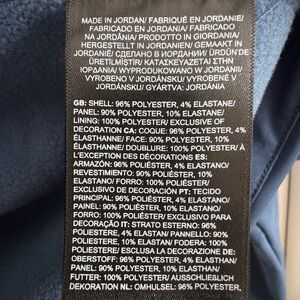 MADE IN JORDAN/ FABRIQUÉ EN JORDANIE/
FABRICADO EN JORDANIA/ FABRICADO
NA JORDÂNIA/ PRODOTTO IN GIORDANIA/
HERGESTELLT IN JORDANIEN/ GEMAAKT IN
JORDANIË/ СДЕЛАНО В ИОРДАНИИ/ ÜRDÜN'DE
ÜRETİLMİŞTİR/ ΚΑΤΑΣΚΕΥΑΖΕΤΑΙ ΣΤΗΝ
ΙΟΡΔΑΝΙΑ/ WYPRODUKOWANO W JORDANII/
VYROBENO V JORDÁNSKU/ VYROBENÉ V
JORDÁNSKU/ GYÁRTVA: JORDÁNIA
GB: SHELL: 96% POLYESTER, 4% ELASTANE/
PANEL: 90% POLYESTER, 10% ELASTANE/
LINING: 100% POLYESTER/ EXCLUSIVE OF
DECORATION CA: COQUE: 96% POLYESTER, 4%
ÉLASTHANNE/ FACE: 90% POLYESTER, 10%
ÉLASTHANNE/ DOUBLURE: 100% POLYESTER/ À
L'EXCEPTION DES DÉCORATIONS ES:
ARMAZÓN: 96% POLIÉSTER, 4% ELASTANO/
REVESTIMIENTO: 90% POLIÉSTER, 10%
ELASTANO/ FORRO: 100% POLIÉSTER/
EXCLUSIVO DE DECORACIÓN PT: TECIDO
PRINCIPAL: 96% POLIÉSTER, 4% ELASTANO/
PAINEL: 90% POLIÉSTER, 10% ELASTANO/
FORRO: 100% POLIÉSTER/ EXCLUSIVO PARA
DECORAÇÃO IT: STRATO ESTERNO: 96%
POLIESTERE, 4% ELASTAN/ PANNELLO: 90%
POLIESTERE, 10% ELASTAN/ FODERA: 100%
POLIESTERE/ ESCLUSA LA DECORAZIONE DE:
OBERSTOFF: 96% POLYESTER, 4% ELASTHAN/
PANEL: 90% POLYESTER, 10% ELASTHAN/
FUTTER: 100% POLYESTER/ AUSSCHLIEßLICH
DEKORATION NL: OMHULSEL: 96% POLYESTER,